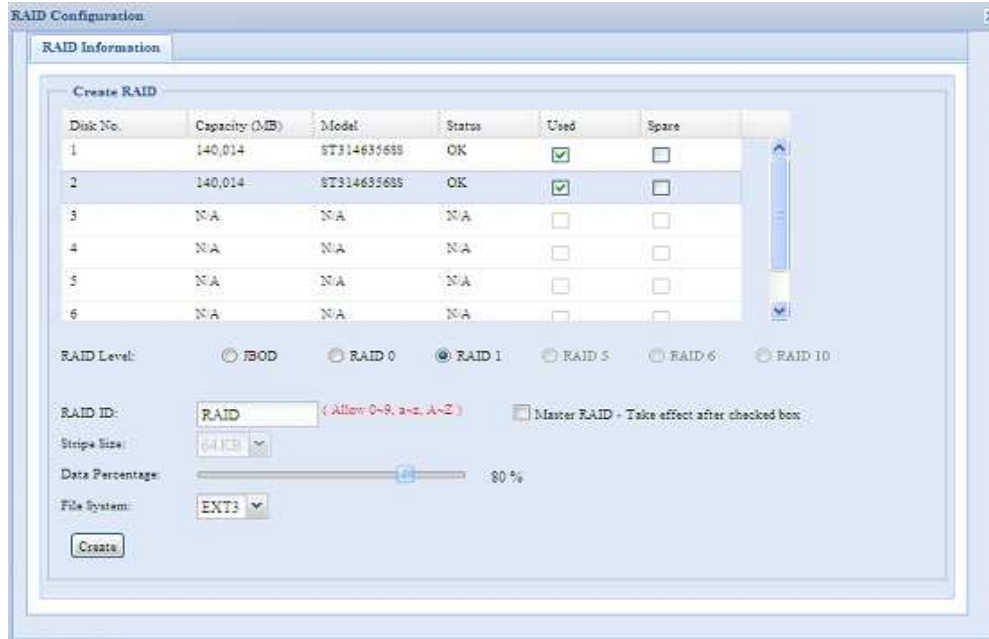 RAID Configuration
RAID Information
Create RAID
Disk No. Capacity (MB) Model Status Used Spare
1 140,014 ST3146356SS OK
2 140,014 ST3146356SS OK
3 N/A N/A N/A
4 N/A N/A N/A
5 N/A N/A N/A
6 N/A N/A N/A
RAID Level: JBOD RAID 0 RAID 1 RAID 5 RAID 6 RAID 10
RAID ID: RAID ( Allow 0~9, a~z, A~Z ) Master RAID - Take effect after checked box
Stripe Size: 64 KB
Data Percentage: 80 %
File System: EXT3
Create